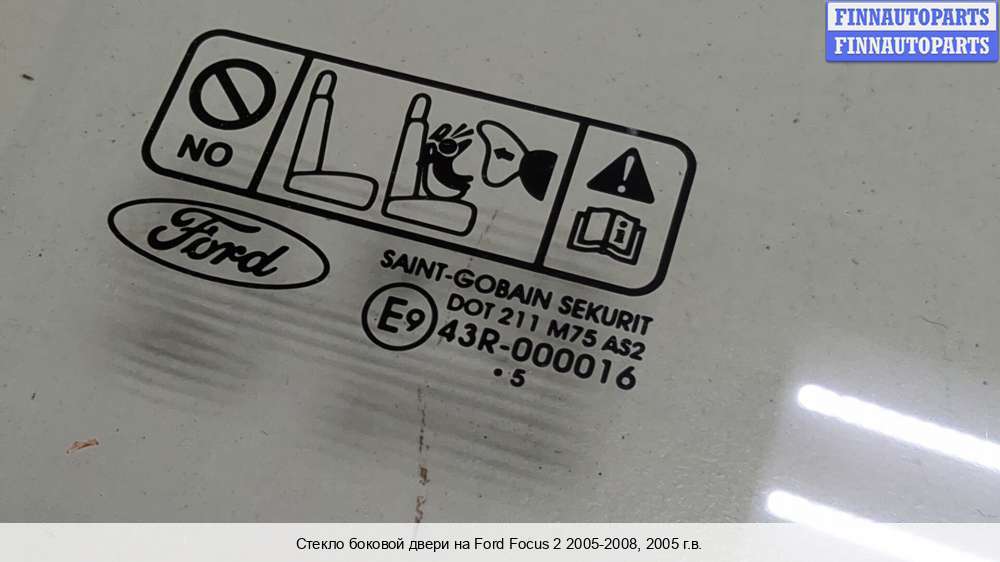 FINNAUTOPARTS
FINNAUTOPARTS
NO
Ford
SAINT-GOBAIN SEKURIT
DOT 211 M75 AS2
E9
43R-000016
. 5
Стекло боковой двери на Ford Focus 2 2005-2008, 2005 г.в.